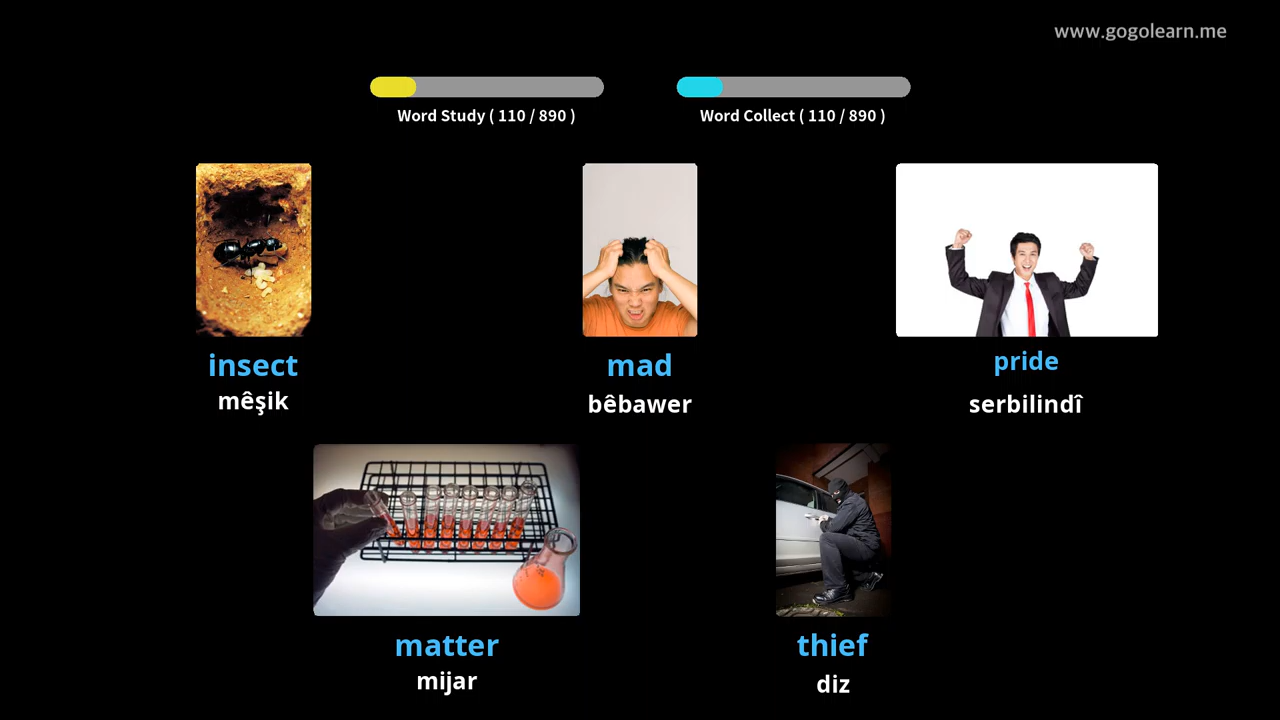 www.gogolearn.me
Word Study ( 110 / 890 )
Word Collect ( 110 / 890 )
insect
mêşik
mad
bêbawer
pride
serbilindî
matter
mijar
thief
diz